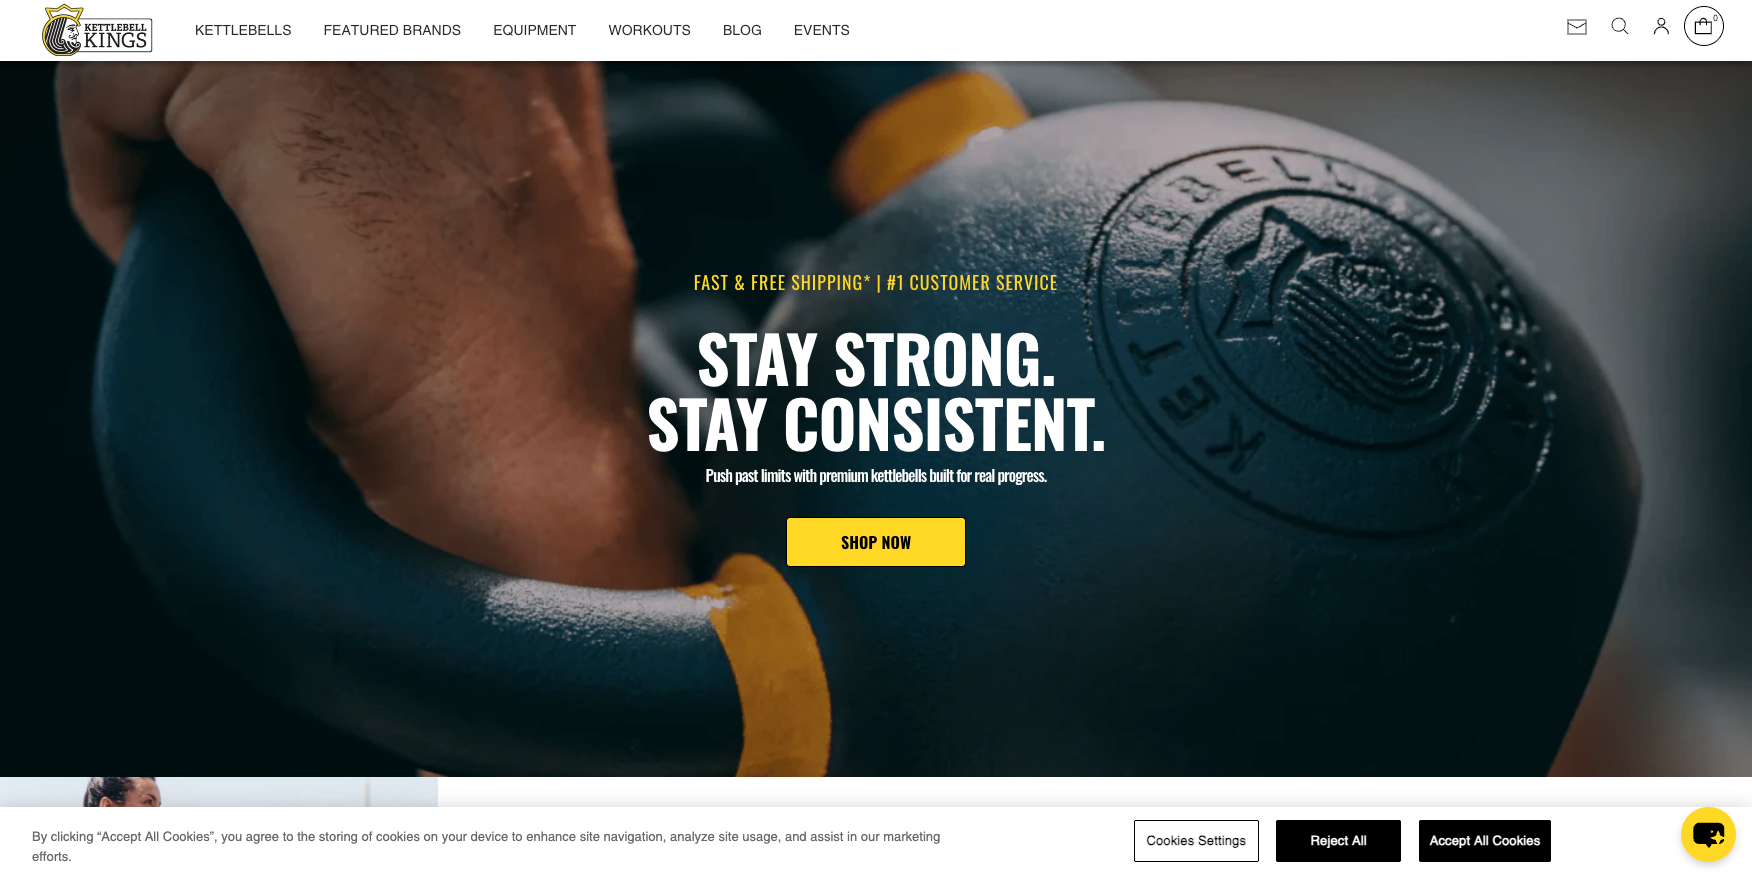 KETTLEBELL
KINGS
KETTLEBELLS
FEATURED BRANDS
EQUIPMENT
WORKOUTS
BLOG
EVENTS
0
FAST & FREE SHIPPING* | #1 CUSTOMER SERVICE
STAY STRONG.
STAY CONSISTENT.
Push past limits with premium kettlebells built for real progress.
SHOP NOW
By clicking “Accept All Cookies”, you agree to the storing of cookies on your device to enhance site navigation, analyze site usage, and assist in our marketing
efforts.
Cookies Settings
Reject All
Accept All Cookies